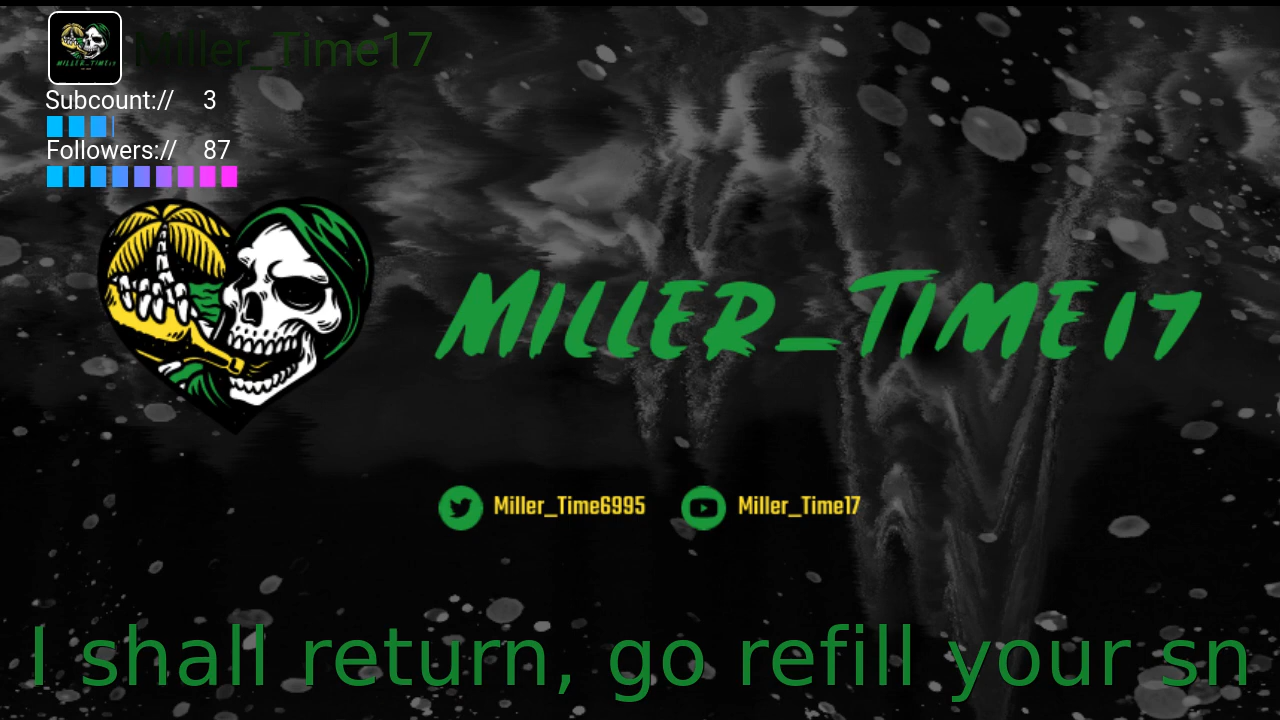 Miller_Time17
Subcount:// 3
Followers:// 87
MILLER_TIME17
Miller_Time6995 Miller_Time17
I shall return, go refill your sn